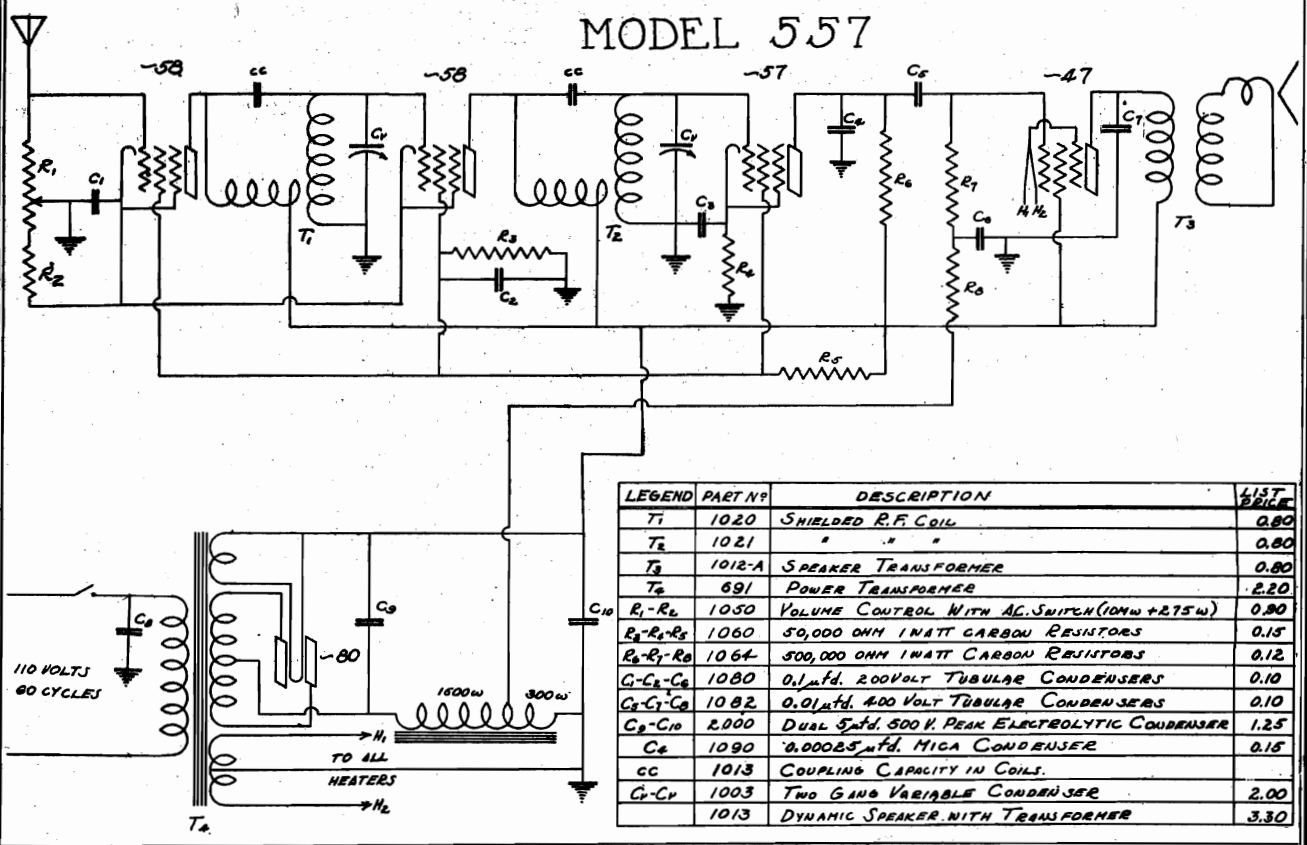 MODEL 557
~58
cc
~58
cc
~57
C5
~47
R1
C1
T1
Cv
R3
C2
T2
Cv
C3
R4
C4
R6
R7
C6
R8
H1 H2
C7
T3
R2
R5
110 VOLTS
60 CYCLES
C8
T4
~80
C9
C10
1600ω 300ω
H1
TO ALL
HEATERS
H2
LEGEND PART Nº DESCRIPTION LIST PRICE
T1 1020 SHIELDED R.F. COIL 0.80
T2 1021 " " " 0.80
T3 1012-A SPEAKER TRANSFORMER 0.80
T4 691 POWER TRANSFORMER 2.20
R1-R2 1050 VOLUME CONTROL WITH AC. SWITCH (10Mω + 275ω) 0.90
R3-R4-R5 1060 50,000 OHM 1 WATT CARBON RESISTORS 0.15
R6-R7-R8 1064 500,000 OHM 1 WATT CARBON RESISTORS 0.12
C1-C2-C6 1080 0.1 µfd. 200 VOLT TUBULAR CONDENSERS 0.10
C5-C7-C8 1082 0.01 µfd. 400 VOLT TUBULAR CONDENSERS 0.10
C9-C10 2000 DUAL 5 µfd. 500 V. PEAK ELECTROLYTIC CONDENSER 1.25
C4 1090 0.00025 µfd. MICA CONDENSER 0.15
cc 1013 COUPLING CAPACITY IN COILS.
Cv-Cv 1003 TWO GANG VARIABLE CONDENSER 2.00
1013 DYNAMIC SPEAKER WITH TRANSFORMER 3.30